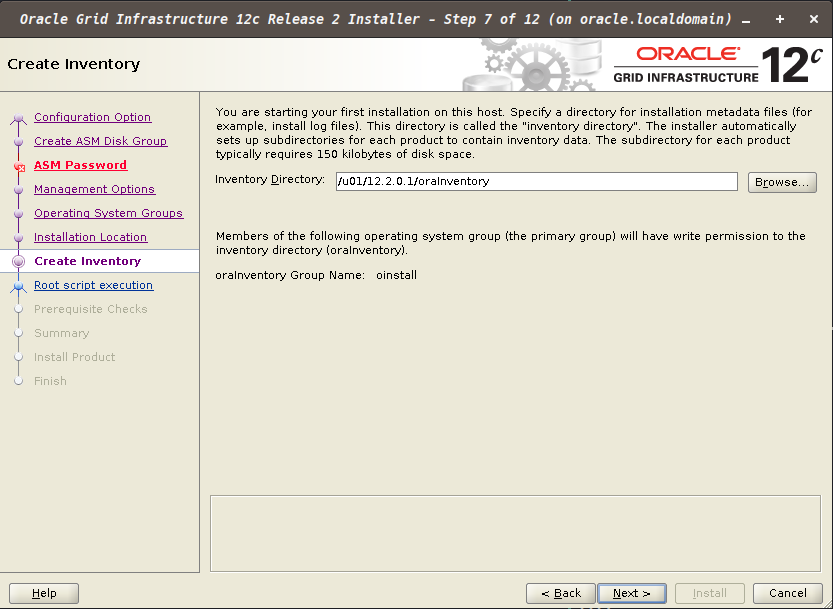 Oracle Grid Infrastructure 12c Release 2 Installer - Step 7 of 12 (on oracle.localdomain)
Create Inventory
ORACLE
GRID INFRASTRUCTURE
12c
Configuration Option
Create ASM Disk Group
ASM Password
Management Options
Operating System Groups
Installation Location
Create Inventory
Root script execution
Prerequisite Checks
Summary
Install Product
Finish
You are starting your first installation on this host. Specify a directory for installation metadata files (for
example, install log files). This directory is called the "inventory directory". The installer automatically
sets up subdirectories for each product to contain inventory data. The subdirectory for each product
typically requires 150 kilobytes of disk space.
Inventory Directory: /u01/12.2.0.1/oraInventory Browse...
Members of the following operating system group (the primary group) will have write permission to the
inventory directory (oraInventory).
oraInventory Group Name: oinstall
Help < Back Next > Install Cancel